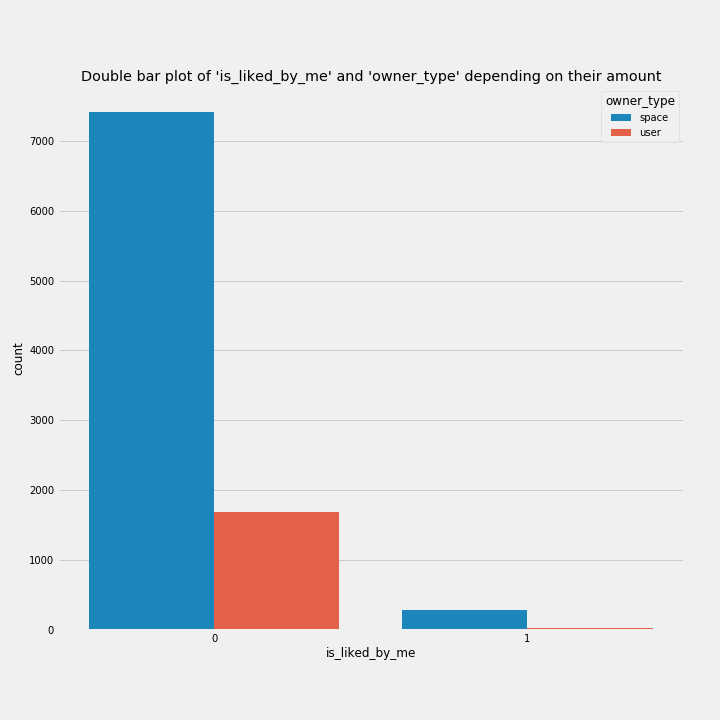 Double bar plot of 'is_liked_by_me' and 'owner_type' depending on their amount
owner_type
space
user
7000
6000
5000
4000
3000
2000
1000
0
count
0
1
is_liked_by_me